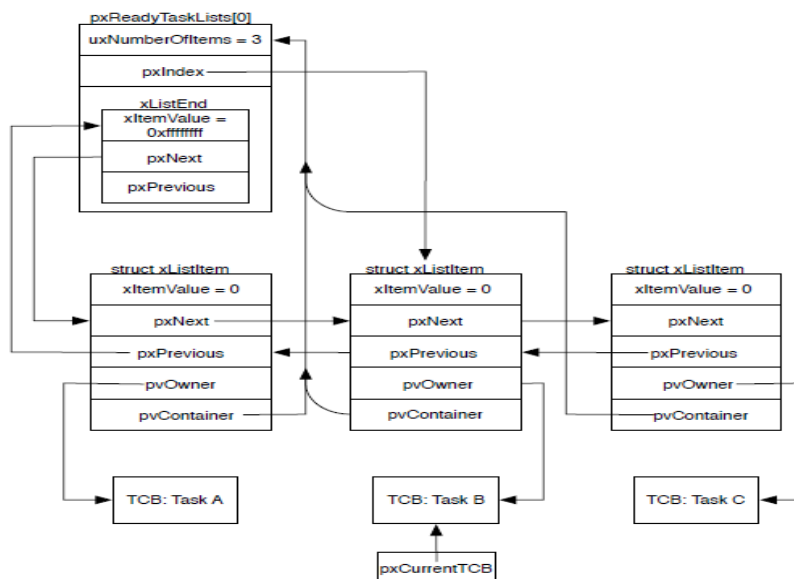 pxReadyTaskLists[0]
uxNumberOfItems = 3
pxIndex
xListEnd
xItemValue =
0xffffffff
pxNext
pxPrevious
struct xListItem
xItemValue = 0
pxNext
pxPrevious
pvOwner
pvContainer
struct xListItem
xItemValue = 0
pxNext
pxPrevious
pvOwner
pvContainer
struct xListItem
xItemValue = 0
pxNext
pxPrevious
pvOwner
pvContainer
TCB: Task A
TCB: Task B
TCB: Task C
pxCurrentTCB